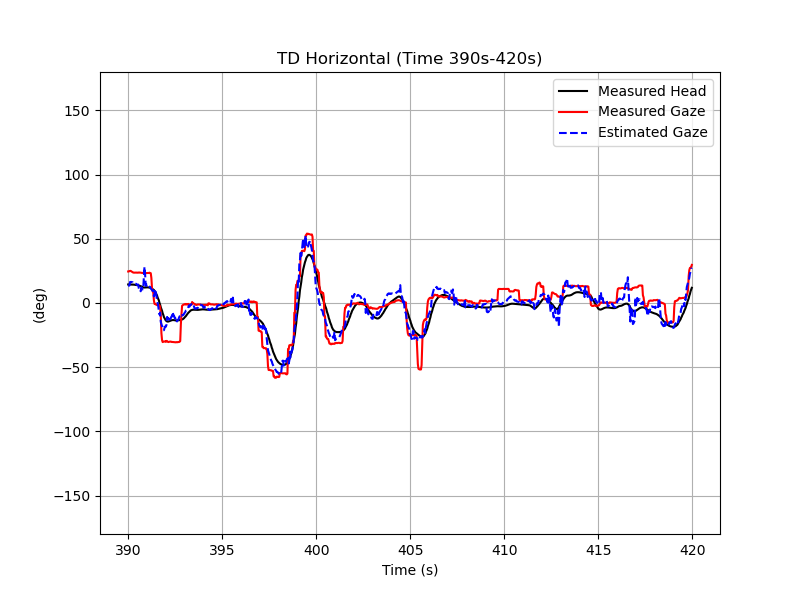 TD Horizontal (Time 390s-420s)
Measured Head
Measured Gaze
Estimated Gaze
150
100
50
0
−50
−100
−150
(deg)
390
395
400
405
410
415
420
Time (s)